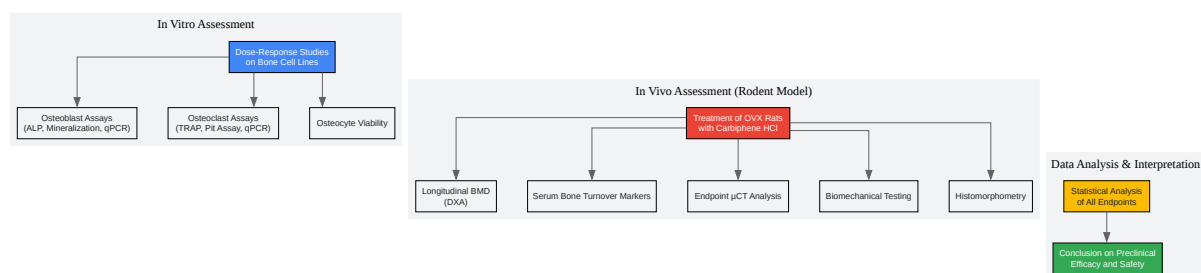 In Vitro Assessment
Dose-Response Studies
on Bone Cell Lines
Osteoblast Assays
(ALP, Mineralization, qPCR)
Osteoclast Assays
(TRAP, Pit Assay, qPCR)
Osteocyte Viability
In Vivo Assessment (Rodent Model)
Treatment of OVX Rats
with Carbiphene HCl
Longitudinal BMD
(DXA)
Serum Bone Turnover Markers
Endpoint µCT Analysis
Biomechanical Testing
Histomorphometry
Data Analysis & Interpretation
Statistical Analysis
of All Endpoints
Conclusion on Preclinical
Efficacy and Safety